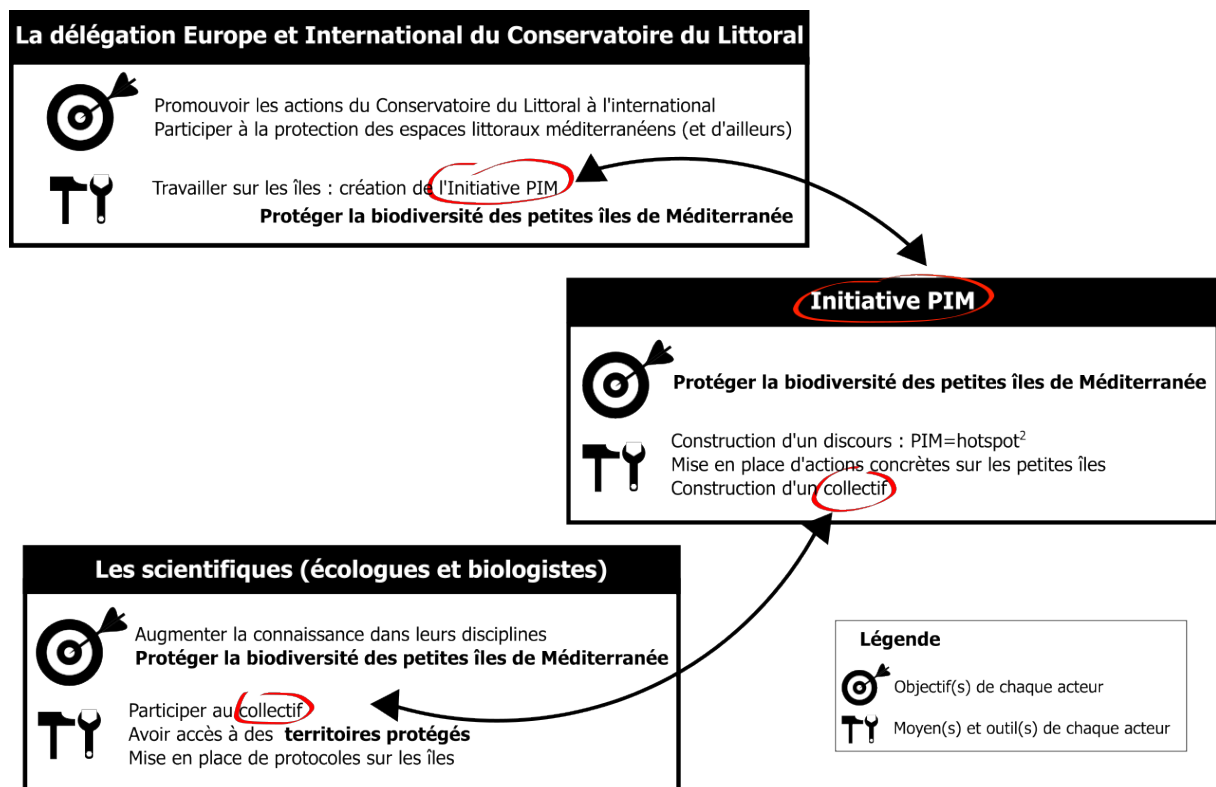 La délégation Europe et International du Conservatoire du Littoral
Promouvoir les actions du Conservatoire du Littoral à l'international
Participer à la protection des espaces littoraux méditerranéens (et d'ailleurs)
Travailler sur les îles : création de l'Initiative PIM
Protéger la biodiversité des petites îles de Méditerranée
Initiative PIM
Protéger la biodiversité des petites îles de Méditerranée
Construction d'un discours : PIM=hotspot²
Mise en place d'actions concrètes sur les petites îles
Construction d'un collectif
Les scientifiques (écologues et biologistes)
Augmenter la connaissance dans leurs disciplines
Protéger la biodiversité des petites îles de Méditerranée
Participer au collectif
Avoir accès à des territoires protégés
Mise en place de protocoles sur les îles
Légende
Objectif(s) de chaque acteur
Moyen(s) et outil(s) de chaque acteur